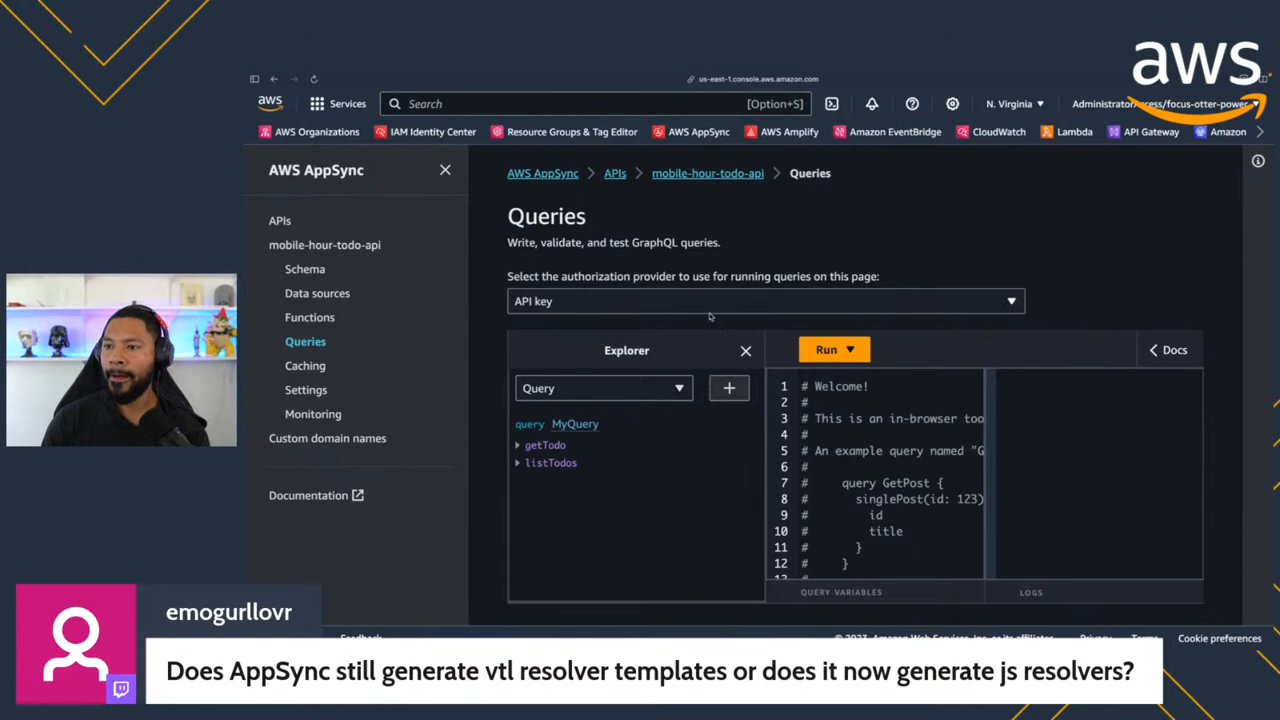 aws
us-east-1.console.aws.amazon.com
aws
Services
Search
[Option+S]
N. Virginia
AWS Organizations
IAM Identity Center
Resource Groups & Tag Editor
AWS AppSync
AWS Amplify
Amazon EventBridge
CloudWatch
Lambda
API Gateway
Amazon
AWS AppSync
APIs
mobile-hour-todo-api
Schema
Data sources
Functions
Queries
Caching
Settings
Monitoring
Custom domain names
Documentation
AWS AppSync
APIs
mobile-hour-todo-api
Queries
Queries
Write, validate, and test GraphQL queries.
Select the authorization provider to use for running queries on this page:
API key
Explorer
Query
query MyQuery
getTodo
listTodos
Run
Docs
1 # Welcome!
2 #
3 # This is an in-browser too
4 #
5 # An example query named "G
6 #
7 # query GetPost {
8 # singlePost(id: 123)
9 # id
10 # title
11 # }
12 # }
QUERY VARIABLES
LOGS
Cookie preferences
emogurllovr
Does AppSync still generate vtl resolver templates or does it now generate js resolvers?